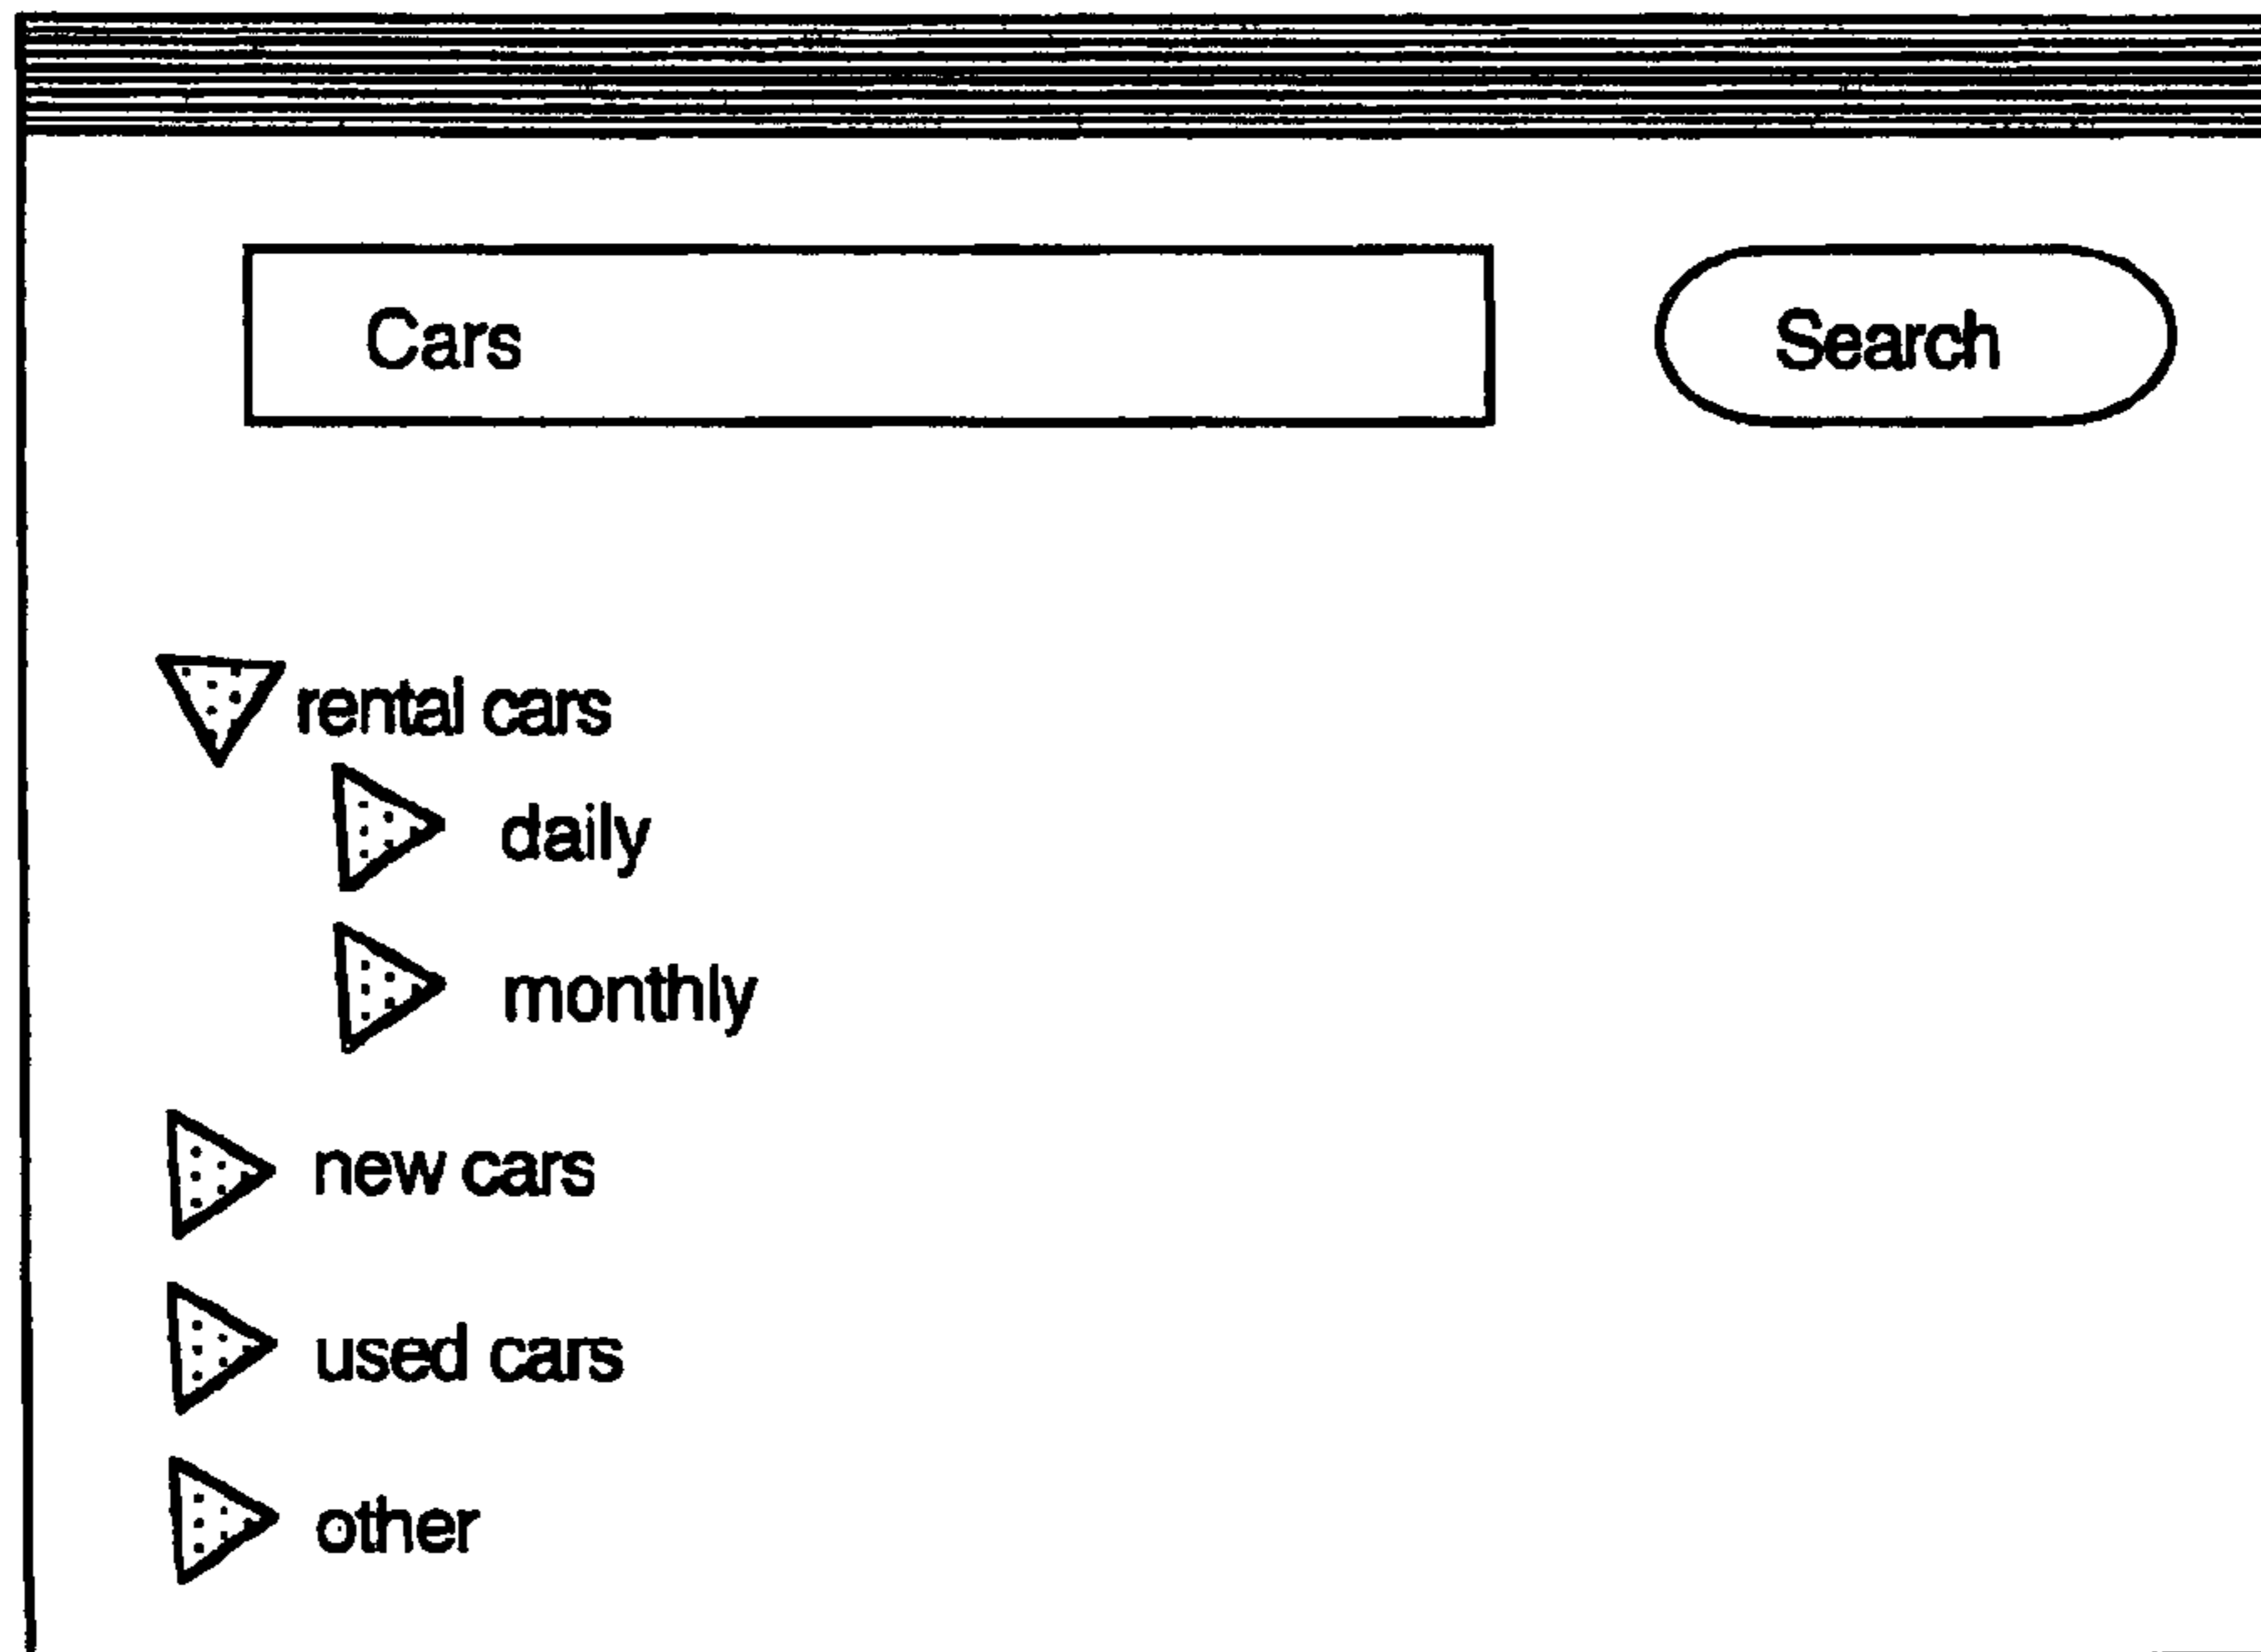 Cars
Search
rental cars
daily
monthly
new cars
used cars
other